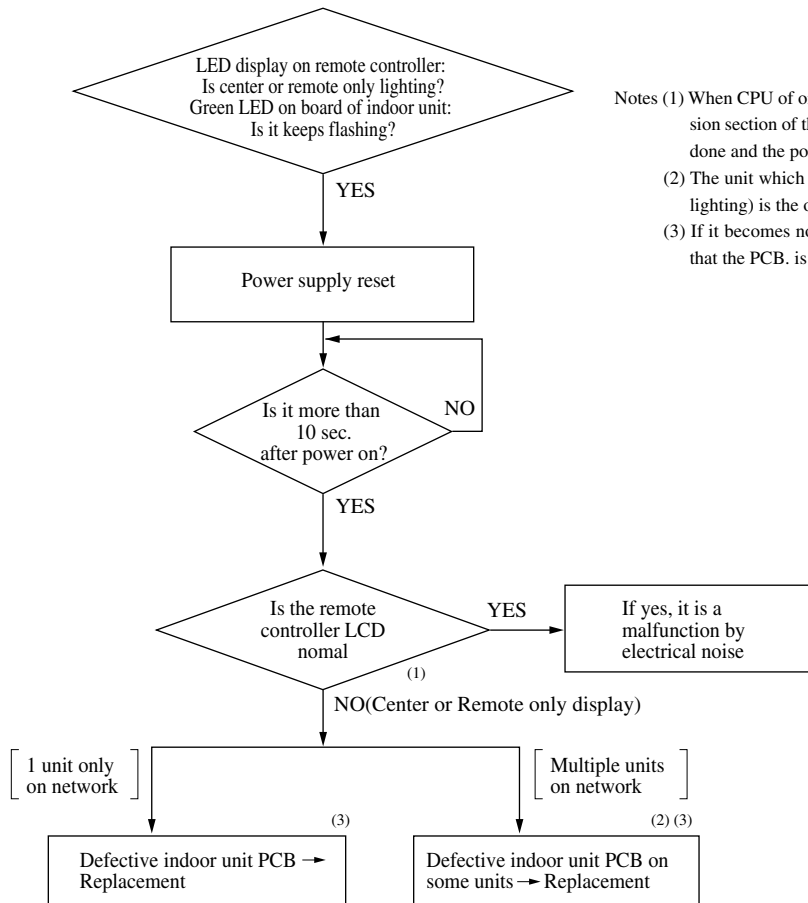 LED display on remote controller:
Is center or remote only lighting?
Green LED on board of indoor unit:
Is it keeps flashing?
Notes (1) When CPU of
sion section of
done and the
(2) The unit which
lighting) is the
(3) If it becomes
that the PCB. is
YES
Power supply reset
Is it more than
10 sec.
after power on?
NO
YES
Is the remote
controller LCD
nomal
(1)
YES
If yes, it is a
malfunction by
electrical noise
NO(Center or Remote only display)
1 unit only
on network
Multiple units
on network
(3)
Defective indoor unit PCB →
Replacement
(2) (3)
Defective indoor unit PCB on
some units → Replacement